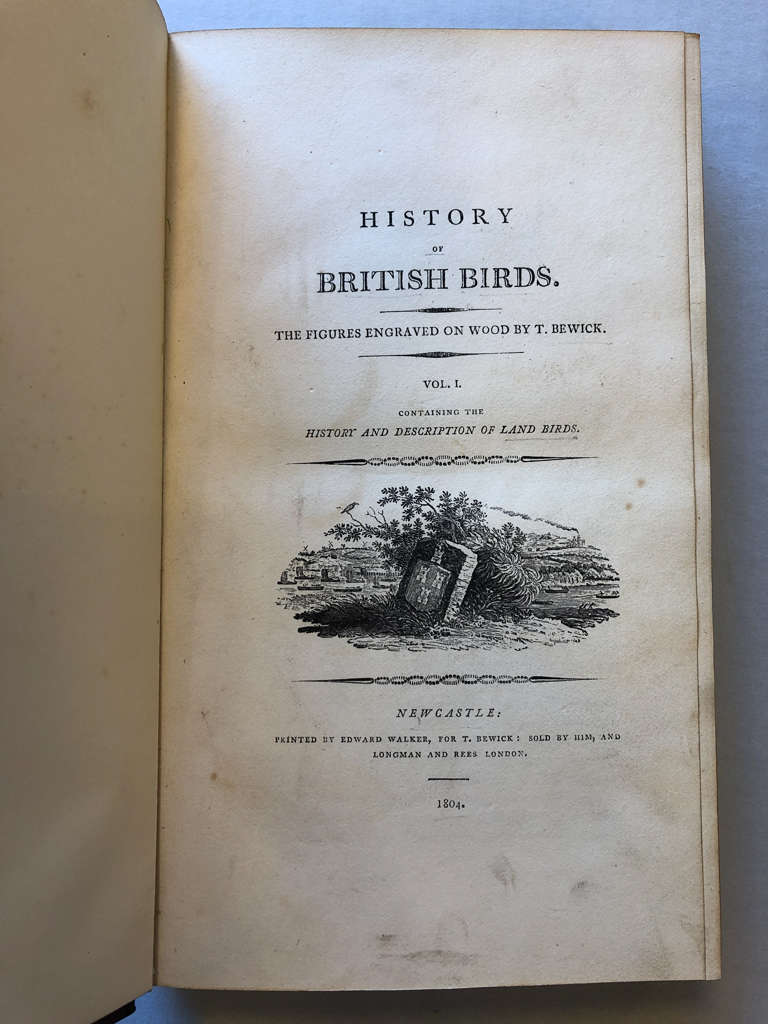 HISTORY
OF
BRITISH BIRDS.
THE FIGURES ENGRAVED ON WOOD BY T. BEWICK.
VOL. I.
CONTAINING THE
HISTORY AND DESCRIPTION OF LAND BIRDS.
NEWCASTLE:
PRINTED BY EDWARD WALKER, FOR T. BEWICK: SOLD BY HIM, AND
LONGMAN AND REES LONDON.
1804.